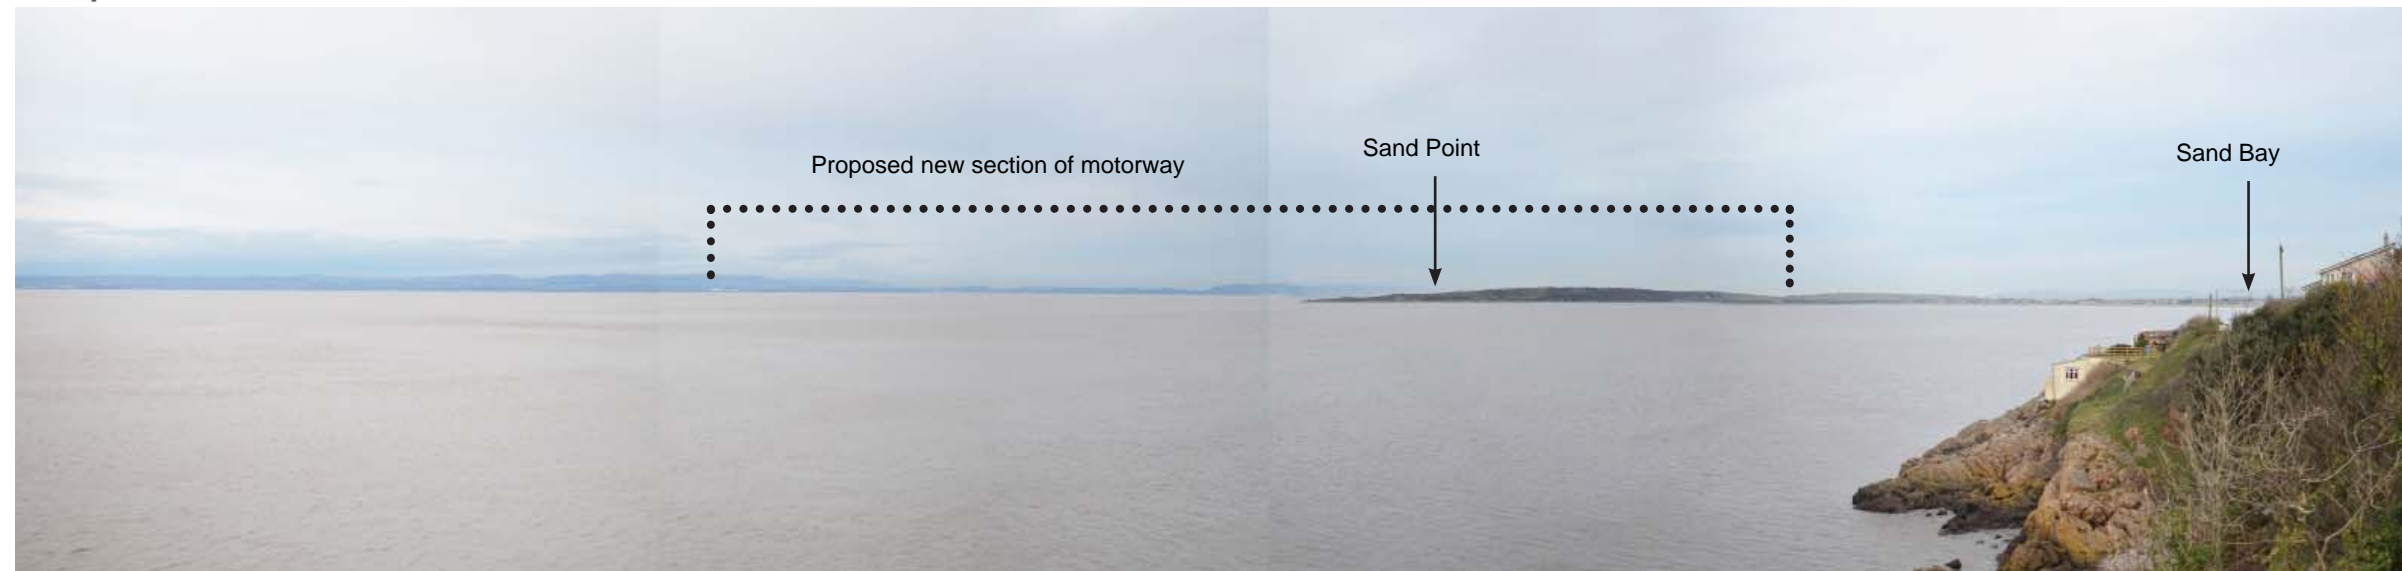 Proposed new section of motorway
Sand Point
Sand Bay